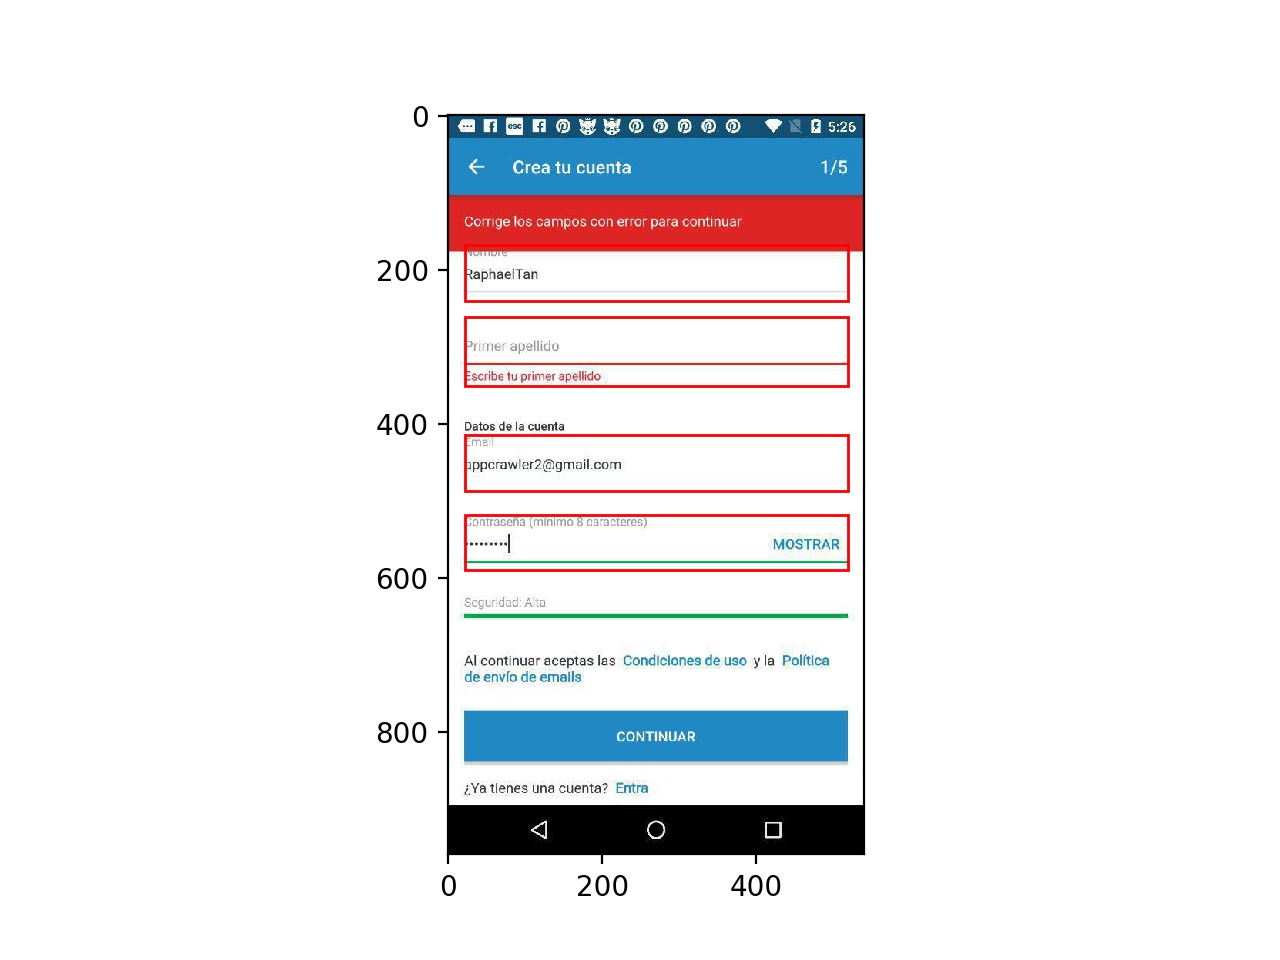 0
200
400
600
800
esc
5:26
Crea tu cuenta
1/5
Corrige los campos con error para continuar
Nombre
RaphaelTan
Primer apellido
Escribe tu primer apellido
Datos de la cuenta
Email
appcrawler2@gmail.com
Contraseña (mínimo 8 caracteres)
•••••••••
MOSTRAR
Seguridad: Alta
Al continuar aceptas las Condiciones de uso y la Política
de envío de emails
CONTINUAR
¿Ya tienes una cuenta? Entra
0 200 400